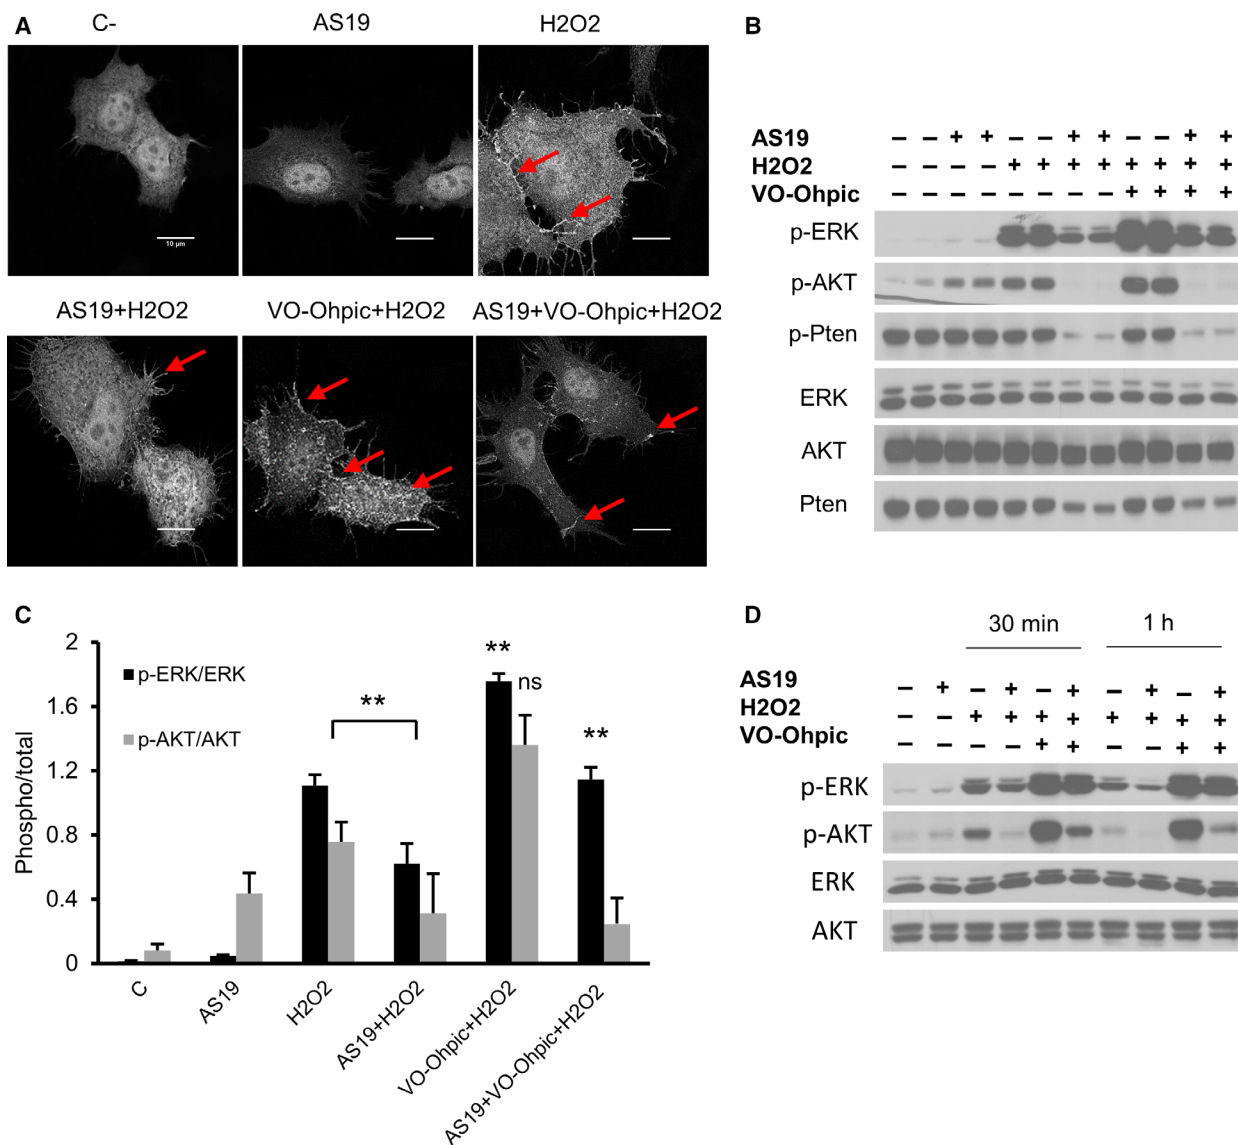 A
C-
AS19
H2O2
10 µm
AS19+H2O2
VO-Ohpic+H2O2
AS19+VO-Ohpic+H2O2
B
AS19 – – + + – – + + – – + +
H2O2 – – – – + + + + + + + +
VO-Ohpic – – – – – – – – + + + +
p-ERK
p-AKT
p-Pten
ERK
AKT
Pten
C
Phospho/total
2
1.6
1.2
0.8
0.4
0
p-ERK/ERK
p-AKT/AKT
**
**
ns
**
C
AS19
H2O2
AS19+H2O2
VO-Ohpic+H2O2
AS19+VO-Ohpic+H2O2
D
30 min
1 h
AS19 – + – + – + – + – +
H2O2 – – + + + + + + + +
VO-Ohpic – – – – + + – – + +
p-ERK
p-AKT
ERK
AKT